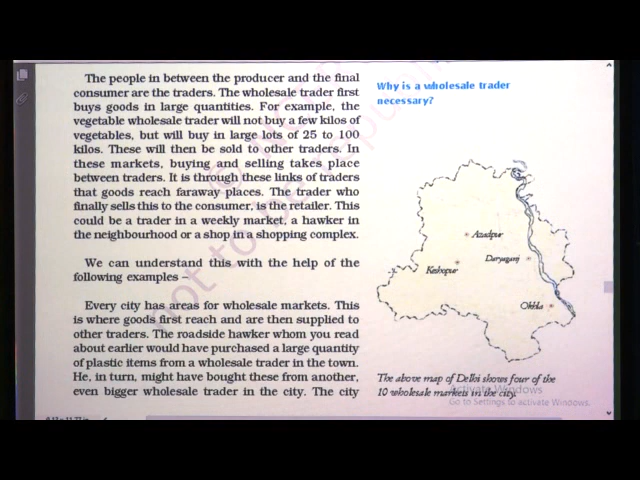 The people in between the producer and the final
consumer are the traders. The wholesale trader first
buys goods in large quantities. For example, the
vegetable wholesale trader will not buy a few kilos of
vegetables, but will buy in large lots of 25 to 100
kilos. These will then be sold to other traders. In
these markets, buying and selling takes place
between traders. It is through these links of traders
that goods reach faraway places. The trader who
finally sells this to the consumer, is the retailer. This
could be a trader in a weekly market, a hawker in
the neighbourhood or a shop in a shopping complex.
We can understand this with the help of the
following examples –
Every city has areas for wholesale markets. This
is where goods first reach and are then supplied to
other traders. The roadside hawker whom you read
about earlier would have purchased a large quantity
of plastic items from a wholesale trader in the town.
He, in turn, might have bought these from another,
even bigger wholesale trader in the city. The city
Why is a wholesale trader
necessary?
Azadpur
Daryaganj
Keshopur
Okhla
The above map of Delhi shows four of the
10 wholesale markets in the city.
Activate Windows
Go to Settings to activate Windows.
not to be